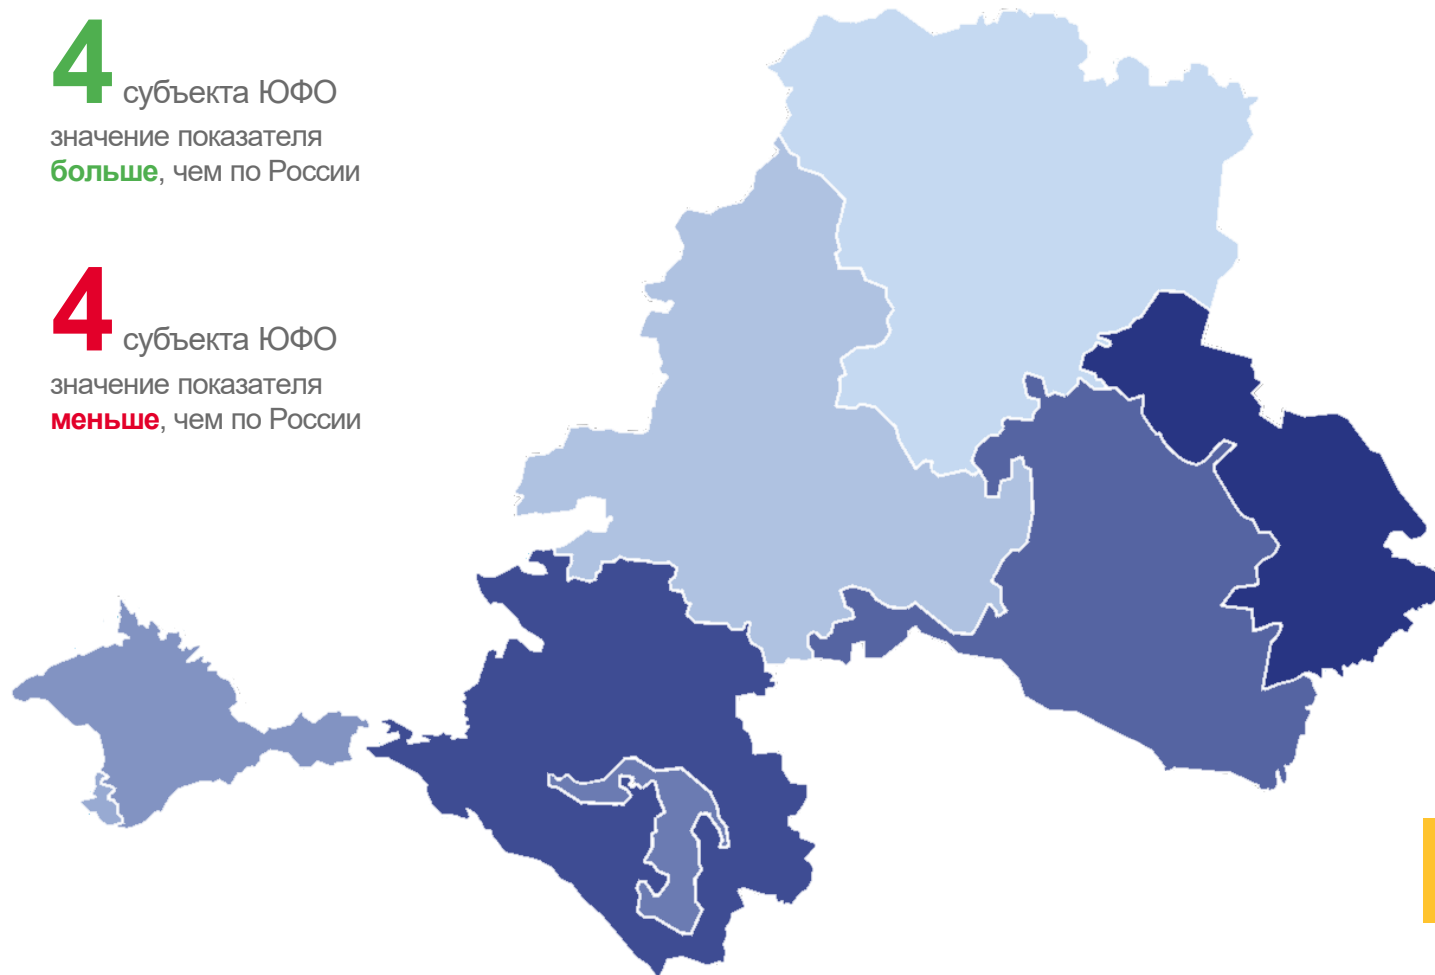 4 субъекта ЮФО
значение показателя
больше, чем по России
4 субъекта ЮФО
значение показателя
меньше, чем по России